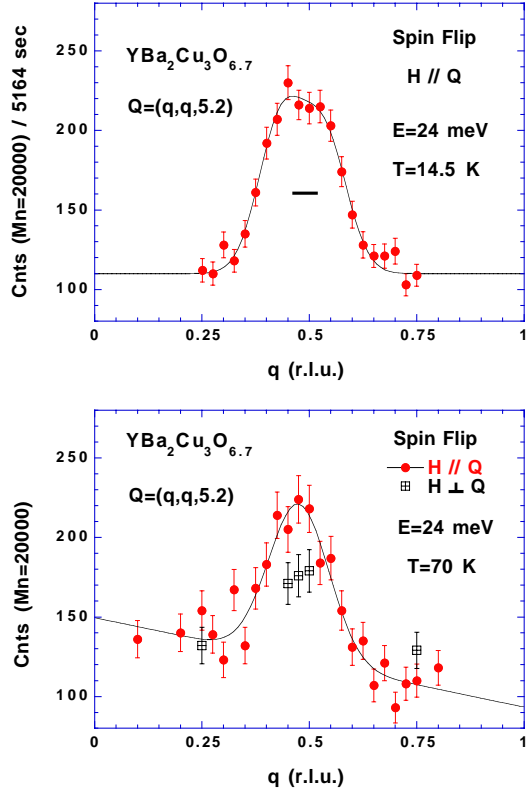 YBa2Cu3O6.7
Spin Flip
H // Q
Q=(q,q,5.2)
E=24 meV
T=14.5 K
Cnts (Mn=20000) / 5164 sec
250
200
150
100
0 0.25 0.5 0.75 1
q (r.l.u.)
YBa2Cu3O6.7
Spin Flip
H // Q
H ⊥ Q
Q=(q,q,5.2)
E=24 meV
T=70 K
Cnts (Mn=20000)
250
200
150
100
0 0.25 0.5 0.75 1
q (r.l.u.)